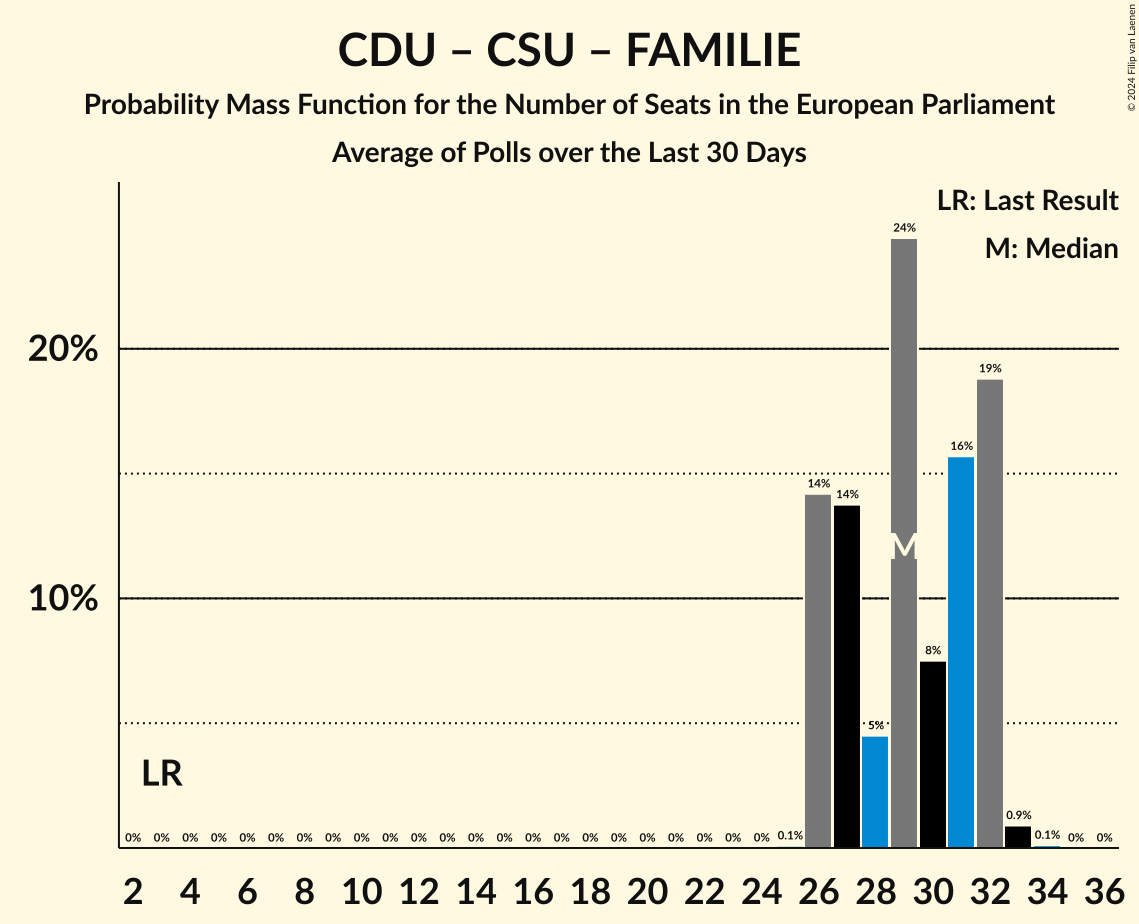 CDU – CSU – FAMILIE
Probability Mass Function for the Number of Seats in the European Parliament
Average of Polls over the Last 30 Days
© 2024 Filip van Laenen
LR: Last Result
M: Median
20%
10%
24%
19%
16%
14%
14%
8%
5%
0.9%
0.1%
0.1%
M
LR
0% 0% 0% 0% 0% 0% 0% 0% 0% 0% 0% 0% 0% 0% 0% 0% 0% 0% 0% 0% 0% 0% 0% 0% 0%
2 4 6 8 10 12 14 16 18 20 22 24 26 28 30 32 34 36